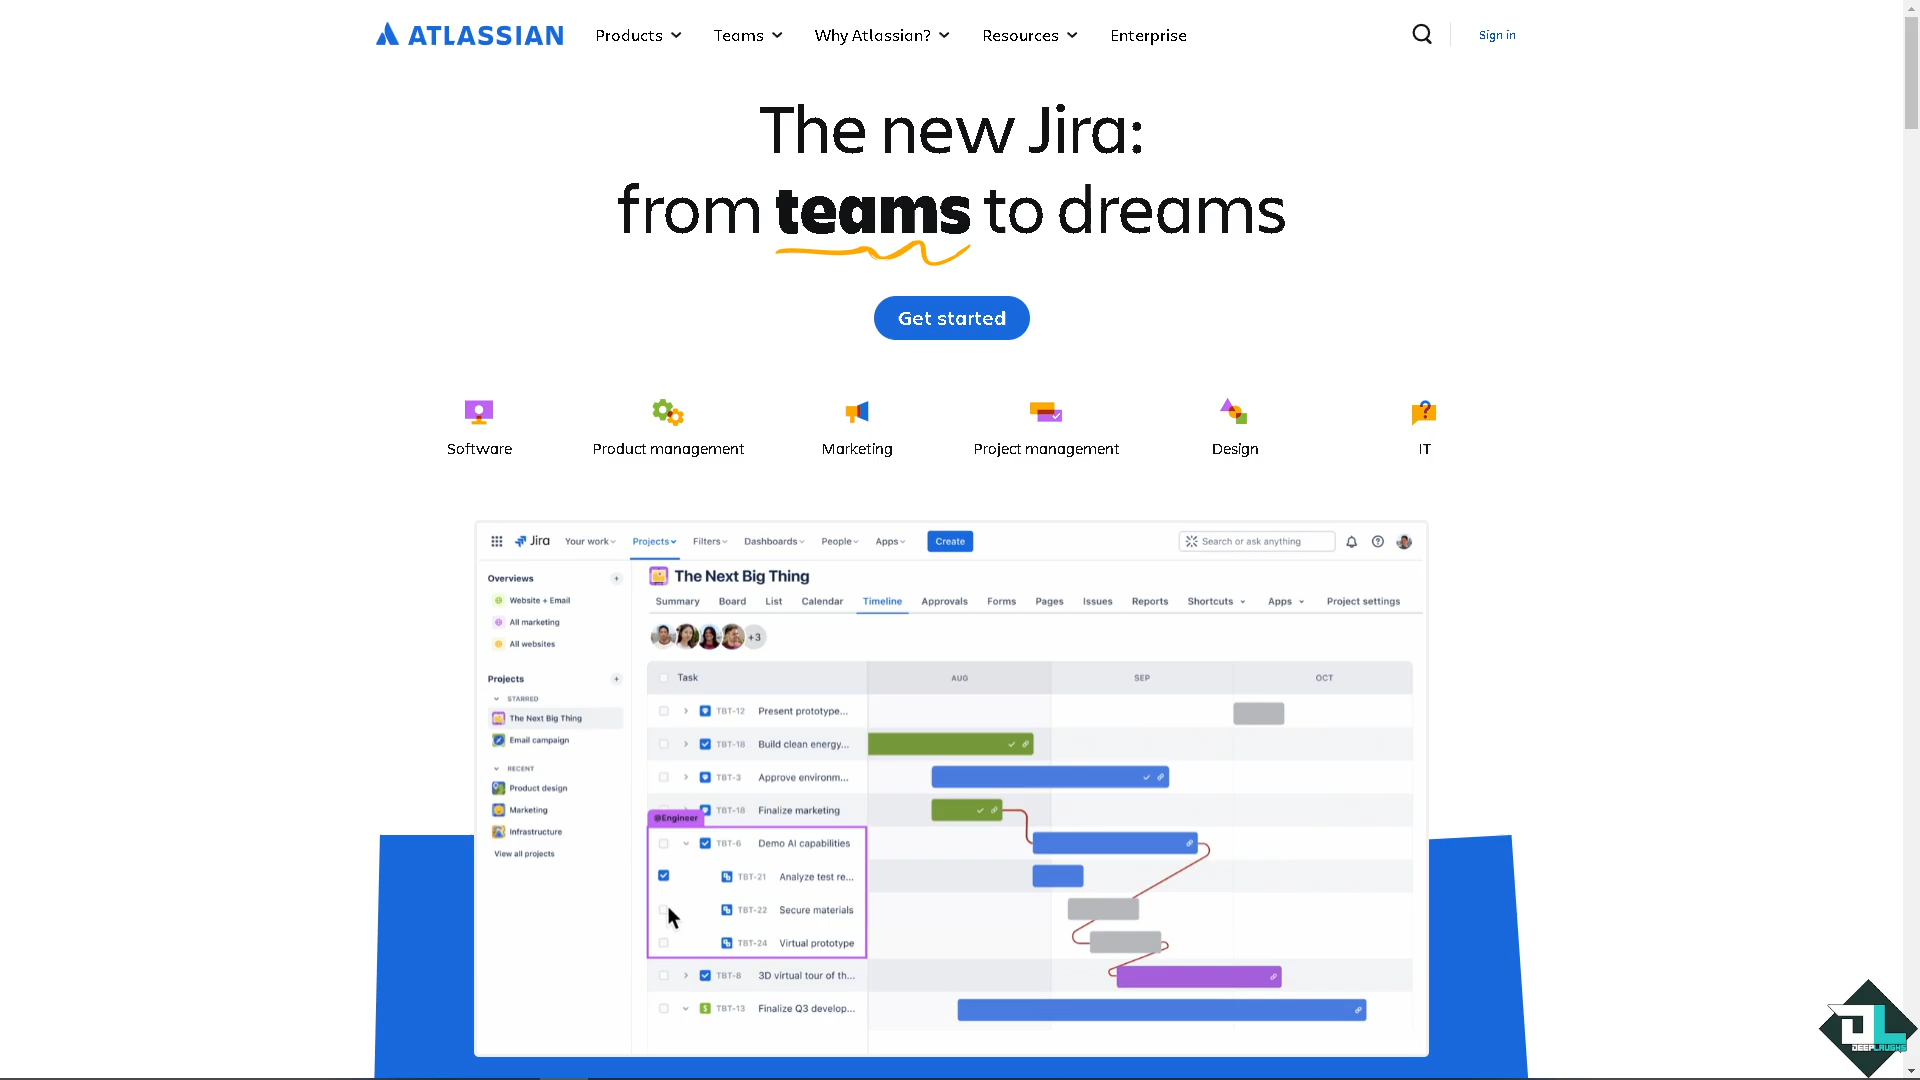 ATLASSIAN Products Teams Why Atlassian? Resources Enterprise Sign in
The new Jira:
from teams to dreams
Get started
Software Product management Marketing Project management Design IT
Jira Your work Projects Filters Dashboards People Apps Create Search or ask anything
Overviews +
Website + Email
All marketing
All websites
Projects +
STARRED
The Next Big Thing
Email campaign
RECENT
Product design
Marketing
Infrastructure
View all projects
The Next Big Thing
Summary Board List Calendar Timeline Approvals Forms Pages Issues Reports Shortcuts Apps Project settings
+3
Task AUG SEP OCT
TBT-12 Present prototype...
TBT-18 Build clean energy...
TBT-3 Approve environm...
TBT-18 Finalize marketing
@Engineer
TBT-6 Demo AI capabilities
TBT-21 Analyze test re...
TBT-22 Secure materials
TBT-24 Virtual prototype
TBT-8 3D virtual tour of th...
TBT-13 Finalize Q3 develop...
DEEPLAUGHS